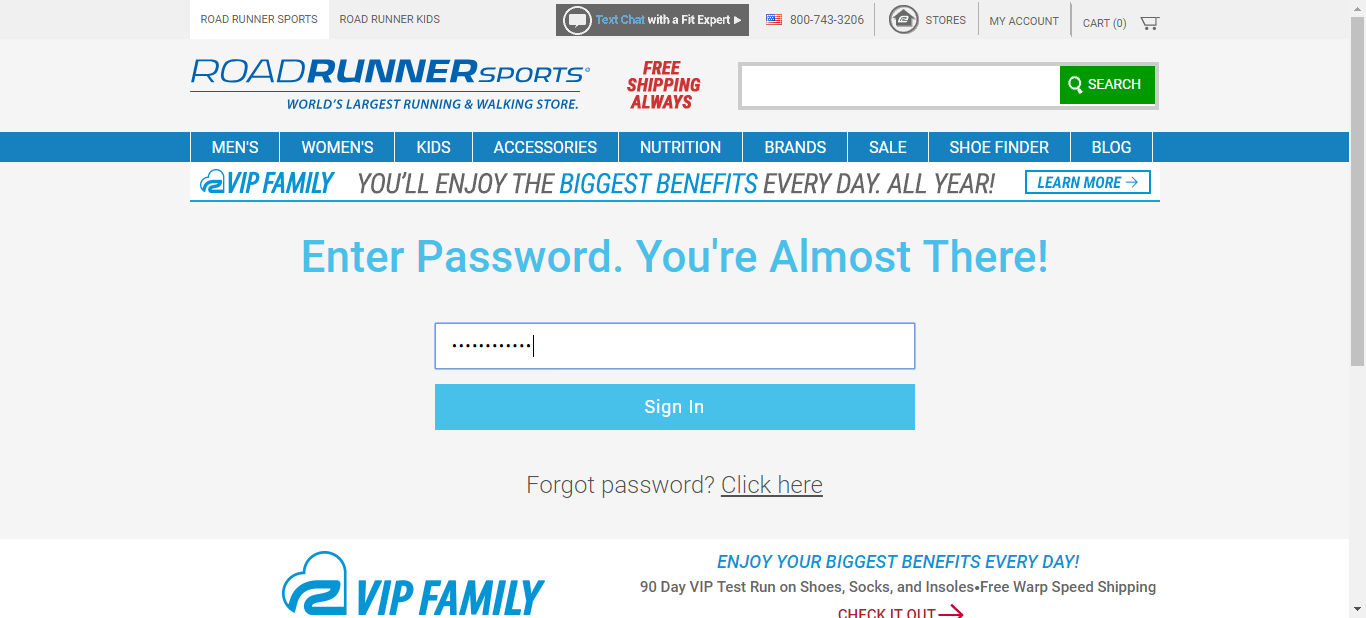 ROAD RUNNER SPORTS
ROAD RUNNER KIDS
Text Chat with a Fit Expert
800-743-3206
STORES
MY ACCOUNT
CART (0)
ROADRUNNERSPORTS
WORLD'S LARGEST RUNNING & WALKING STORE.
FREE
SHIPPING
ALWAYS
SEARCH
MEN'S
WOMEN'S
KIDS
ACCESSORIES
NUTRITION
BRANDS
SALE
SHOE FINDER
BLOG
VIP FAMILY
YOU'LL ENJOY THE BIGGEST BENEFITS EVERY DAY. ALL YEAR!
LEARN MORE →
Enter Password. You're Almost There!
••••••••••••
Sign In
Forgot password? Click here
VIP FAMILY
ENJOY YOUR BIGGEST BENEFITS EVERY DAY!
90 Day VIP Test Run on Shoes, Socks, and Insoles•Free Warp Speed Shipping
CHECK IT OUT